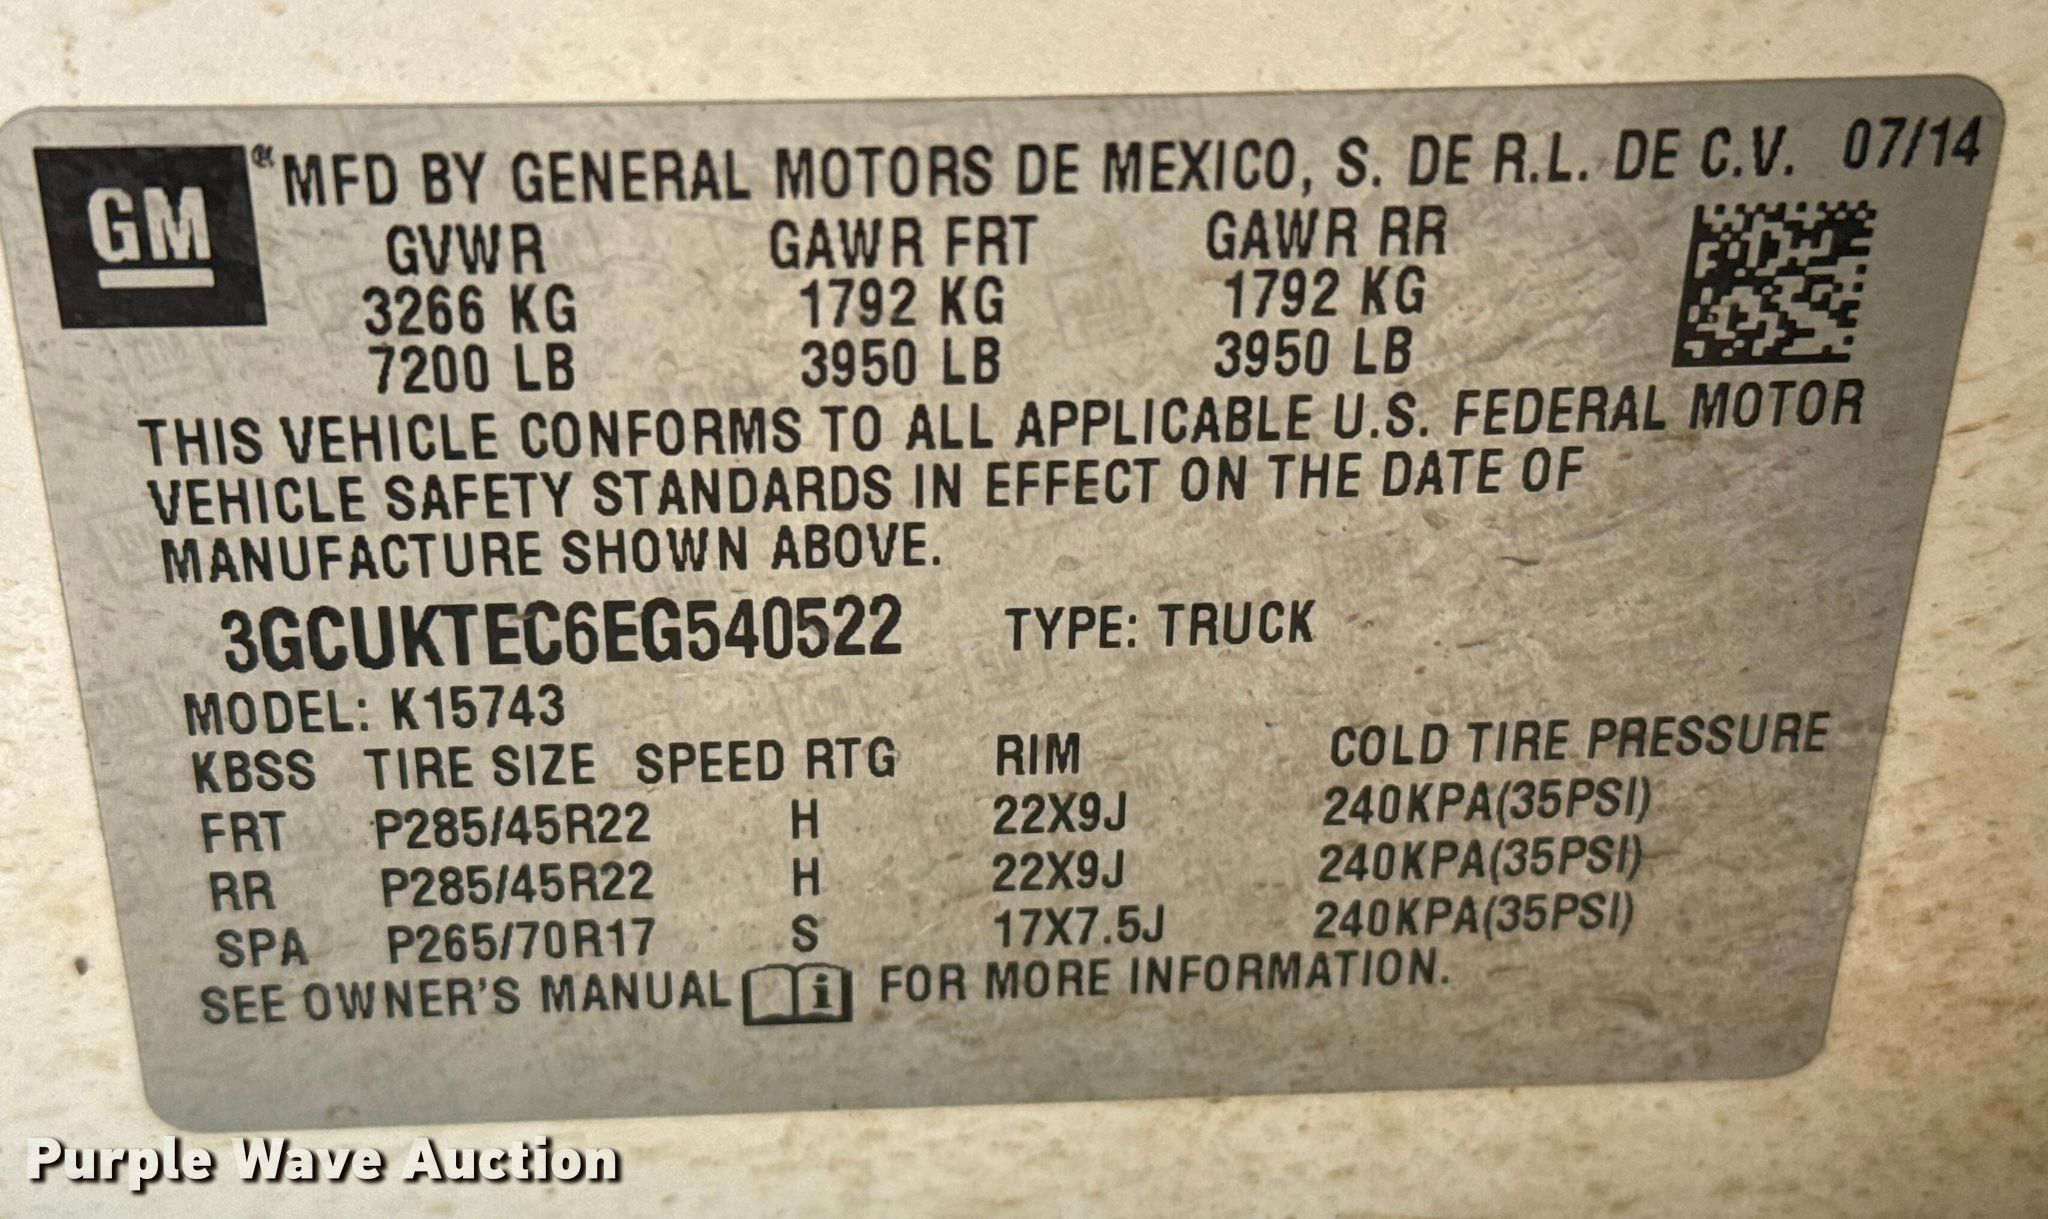 GM ® MFD BY GENERAL MOTORS DE MEXICO, S. DE R.L. DE C.V. 07/14
GVWR GAWR FRT GAWR RR
3266 KG 1792 KG 1792 KG
7200 LB 3950 LB 3950 LB
THIS VEHICLE CONFORMS TO ALL APPLICABLE U.S. FEDERAL MOTOR
VEHICLE SAFETY STANDARDS IN EFFECT ON THE DATE OF
MANUFACTURE SHOWN ABOVE.
3GCUKTEC6EG540522 TYPE: TRUCK
MODEL: K15743
KBSS TIRE SIZE SPEED RTG RIM COLD TIRE PRESSURE
FRT P285/45R22 H 22X9J 240KPA(35PSI)
RR P285/45R22 H 22X9J 240KPA(35PSI)
SPA P265/70R17 S 17X7.5J 240KPA(35PSI)
SEE OWNER'S MANUAL i FOR MORE INFORMATION.
Purple Wave Auction